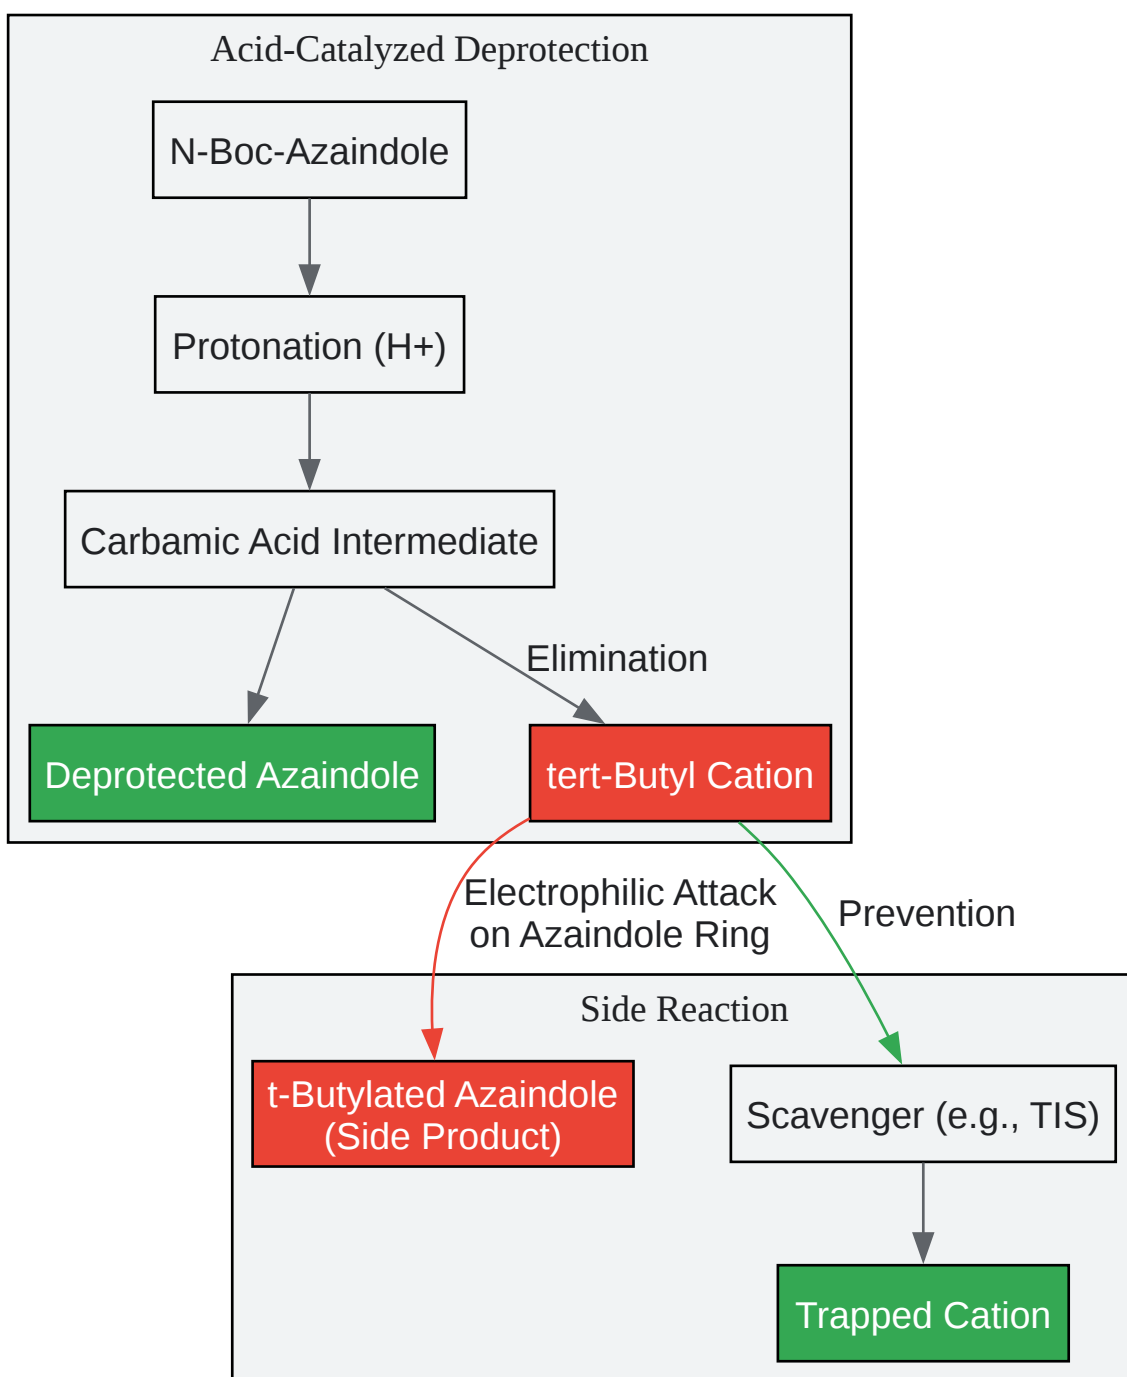 Acid-Catalyzed Deprotection
N-Boc-Azaindole
Protonation (H+)
Carbamic Acid Intermediate
Elimination
Deprotected Azaindole
tert-Butyl Cation
Electrophilic Attack
on Azaindole Ring
Prevention
Side Reaction
t-Butylated Azaindole
(Side Product)
Scavenger (e.g., TIS)
Trapped Cation